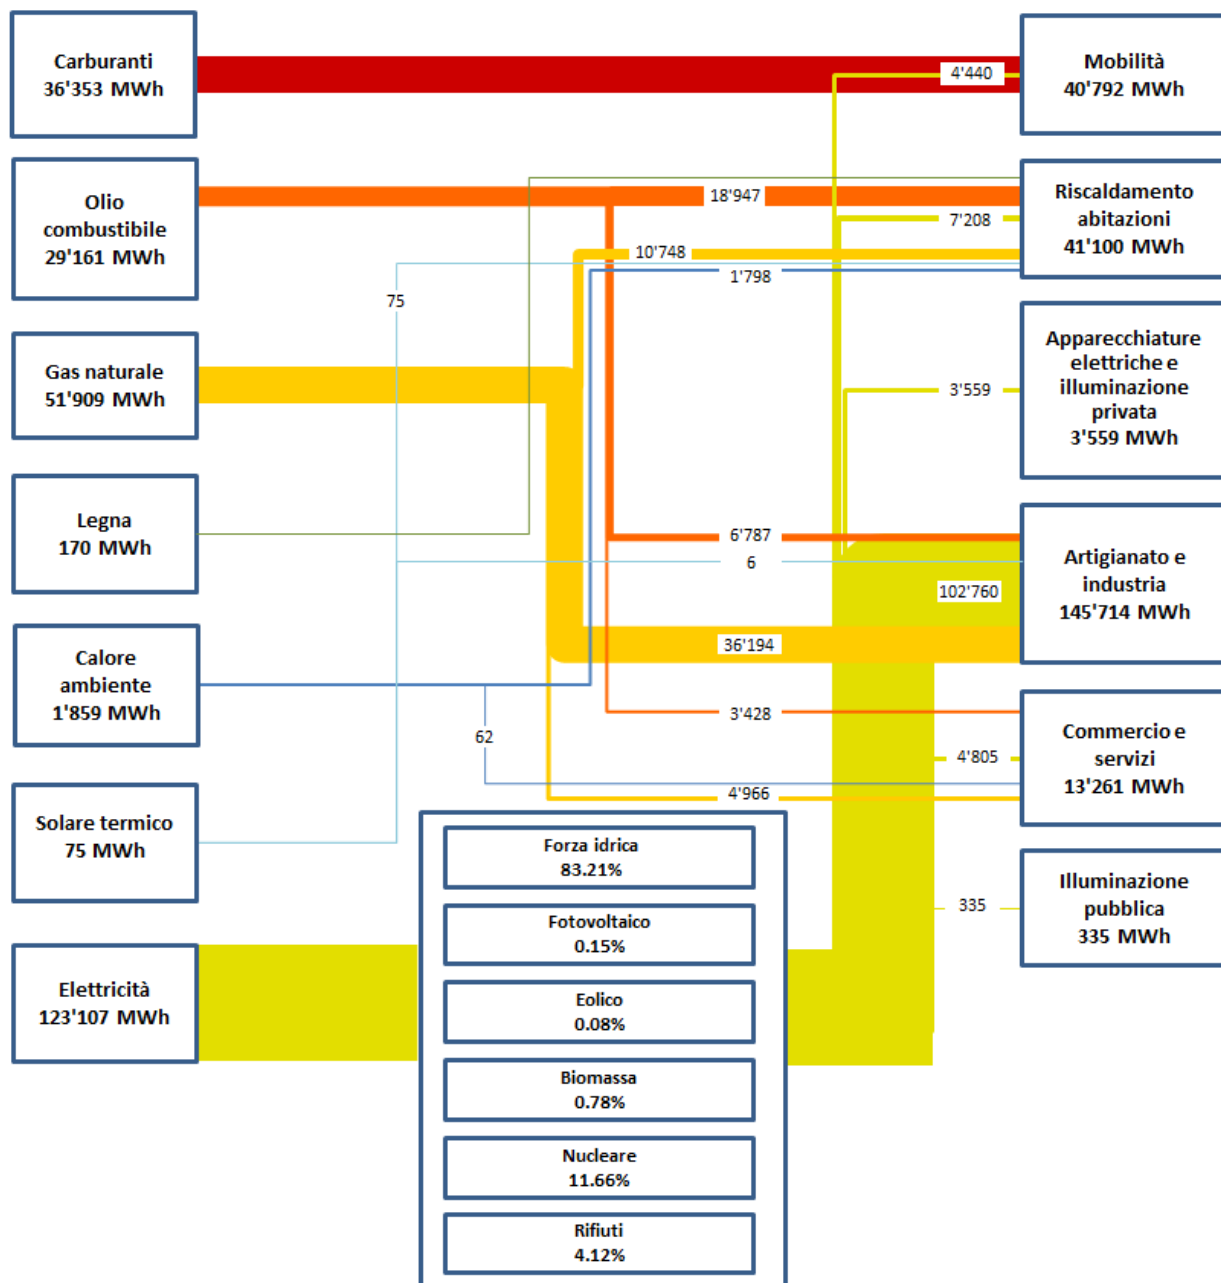 Carburanti
36'353 MWh
Olio
combustibile
29'161 MWh
Gas naturale
51'909 MWh
Legna
170 MWh
Calore
ambiente
1'859 MWh
Solare termico
75 MWh
Elettricità
123'107 MWh
4'440
18'947
7'208
10'748
1'798
75
3'559
6'787
6
102'760
36'194
3'428
62
4'805
4'966
335
Forza idrica
83.21%
Fotovoltaico
0.15%
Eolico
0.08%
Biomassa
0.78%
Nucleare
11.66%
Rifiuti
4.12%
Mobilità
40'792 MWh
Riscaldamento
abitazioni
41'100 MWh
Apparecchiature
elettriche e
illuminazione
privata
3'559 MWh
Artigianato e
industria
145'714 MWh
Commercio e
servizi
13'261 MWh
Illuminazione
pubblica
335 MWh